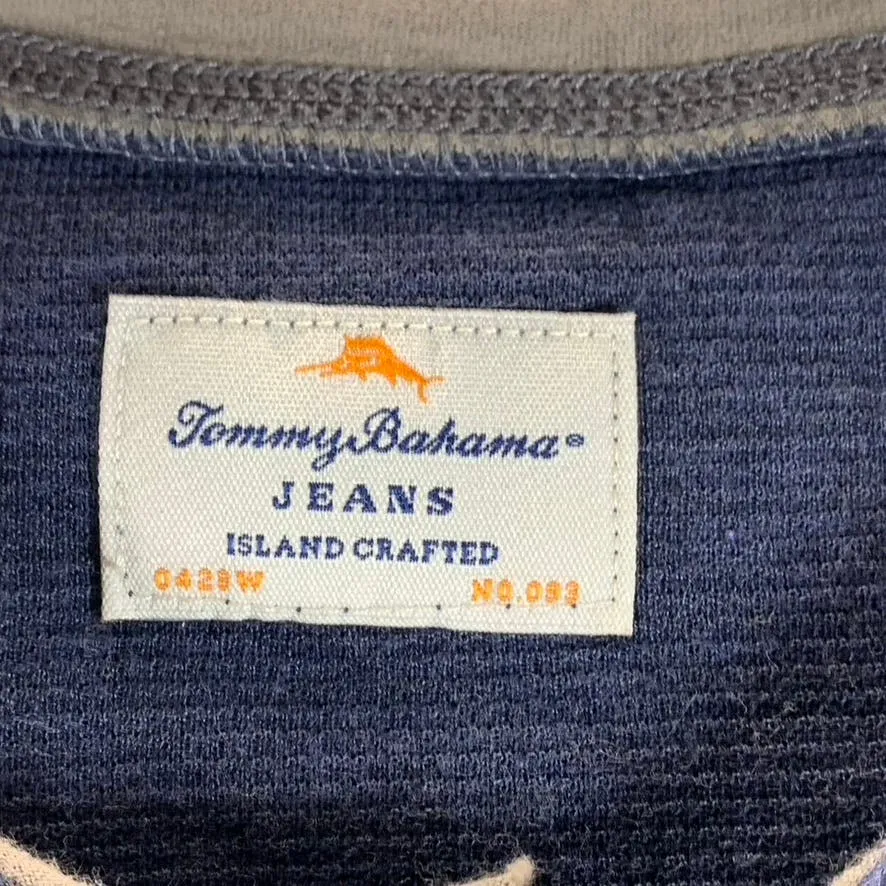 Tommy Bahama®
JEANS
ISLAND CRAFTED
0428W NO.093